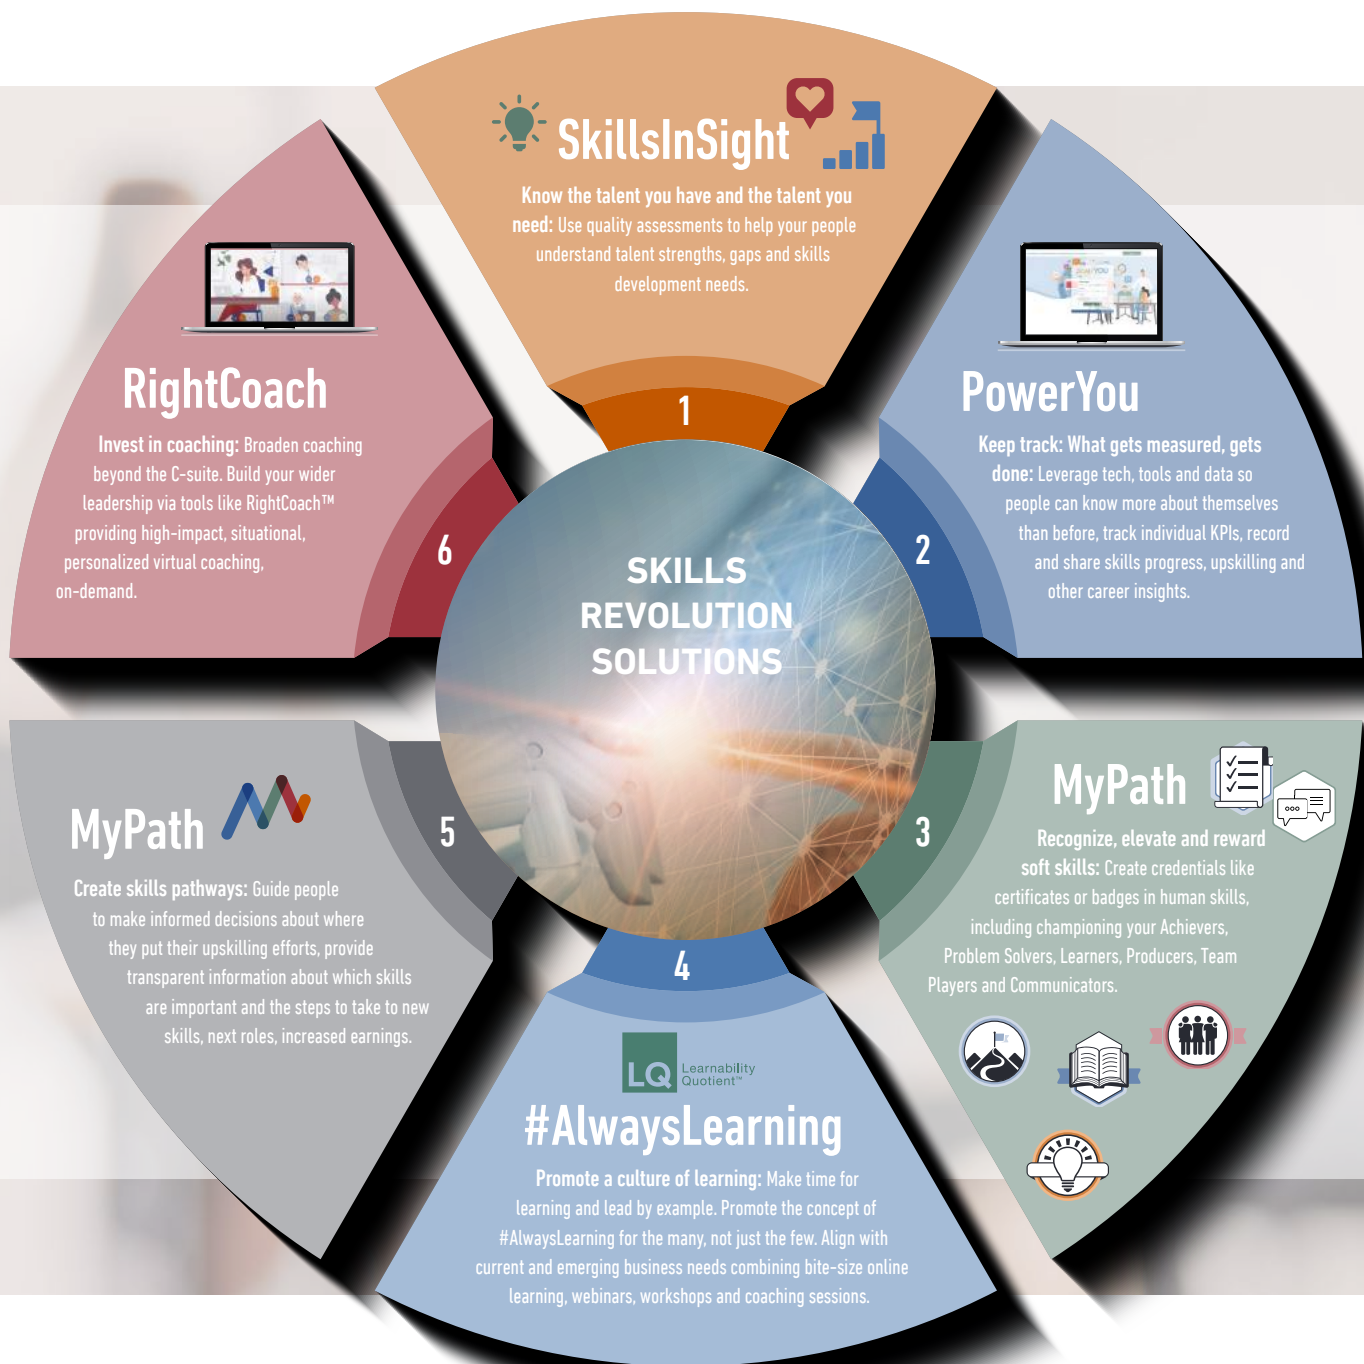 SKILLS
REVOLUTION
SOLUTIONS
1
SkillsInSight
Know the talent you have and the talent you
need: Use quality assessments to help your people
understand talent strengths, gaps and skills
development needs.
2
PowerYou
Keep track: What gets measured, gets
done: Leverage tech, tools and data so
people can know more about themselves
than before, track individual KPIs, record
and share skills progress, upskilling and
other career insights.
3
MyPath
Recognize, elevate and reward
soft skills: Create credentials like
certificates or badges in human skills,
including championing your Achievers,
Problem Solvers, Learners, Producers, Team
Players and Communicators.
4
LQ Learnability
Quotient™
#AlwaysLearning
Promote a culture of learning: Make time for
learning and lead by example. Promote the concept of
#AlwaysLearning for the many, not just the few. Align with
current and emerging business needs combining bite-size online
learning, webinars, workshops and coaching sessions.
5
MyPath
Create skills pathways: Guide people
to make informed decisions about where
they put their upskilling efforts, provide
transparent information about which skills
are important and the steps to take to new
skills, next roles, increased earnings.
6
RightCoach
Invest in coaching: Broaden coaching
beyond the C-suite. Build your wider
leadership via tools like RightCoach™
providing high-impact, situational,
personalized virtual coaching,
on-demand.